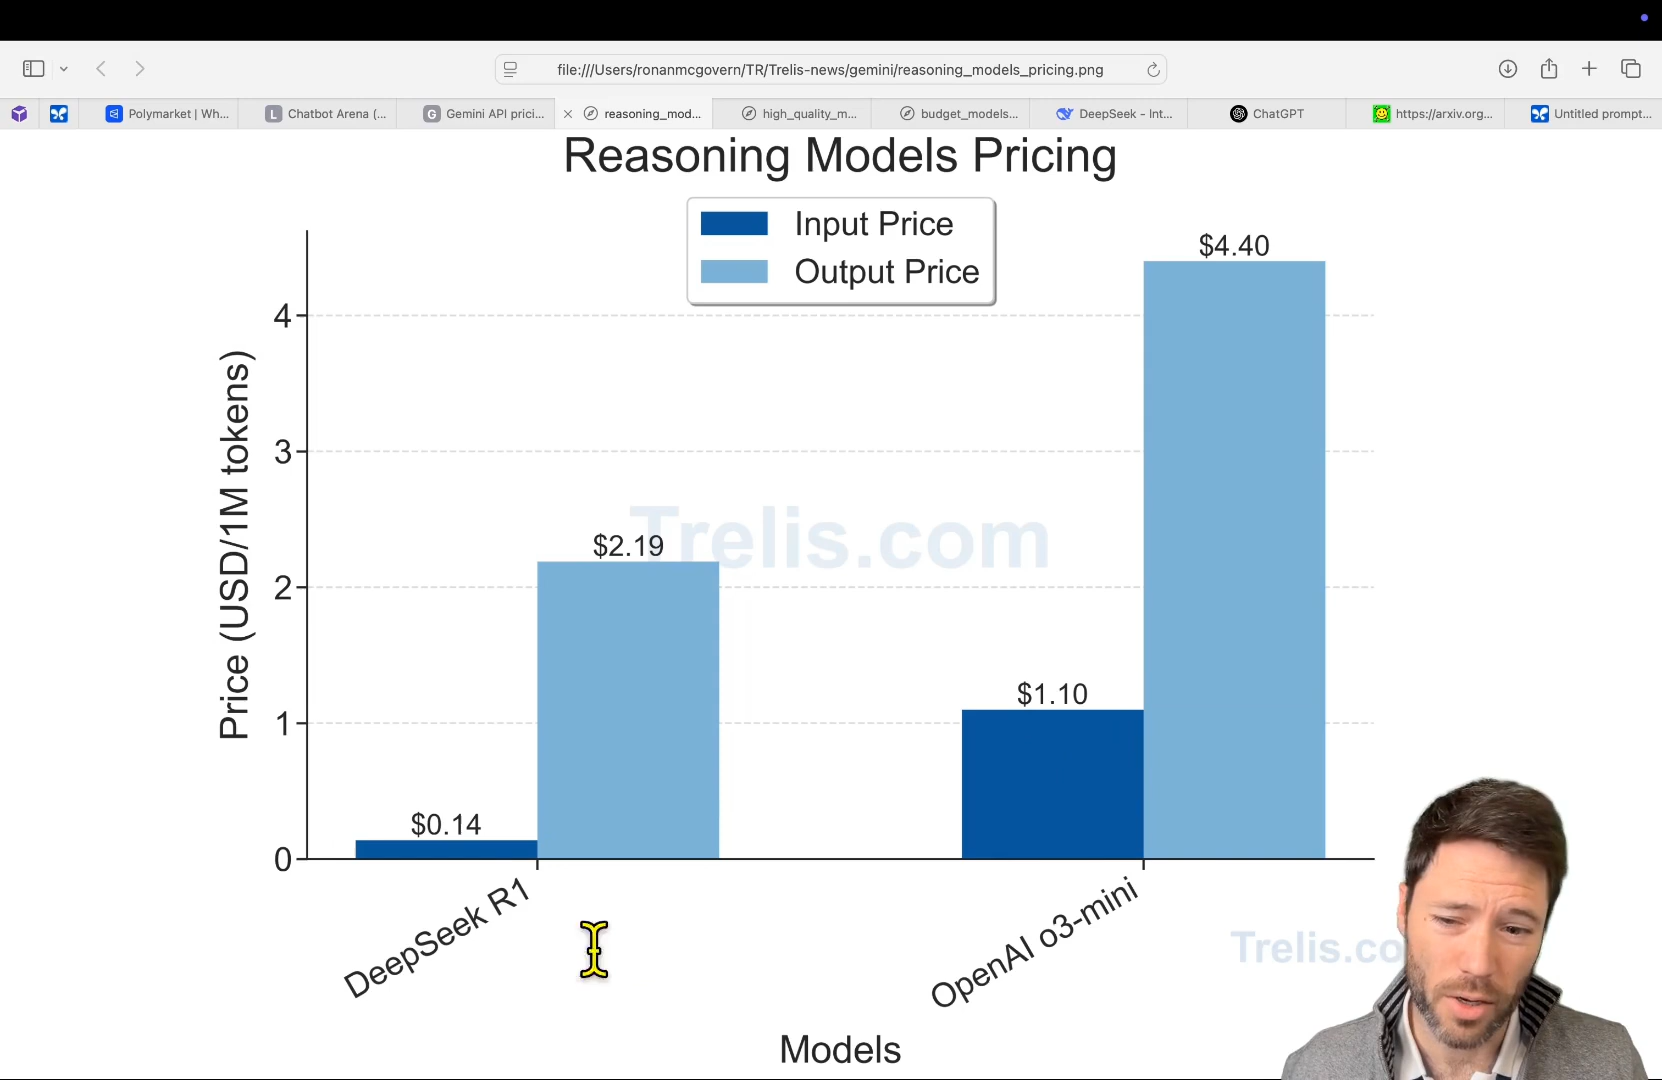 file:///Users/ronanmcgovern/TR/Trelis-news/gemini/reasoning_models_pricing.png
Polymarket | Wh...
L
Chatbot Arena (...
G
Gemini API prici...
reasoning_mod...
high_quality_m...
budget_models...
DeepSeek - Int...
ChatGPT
https://arxiv.org...
Untitled prompt...
Reasoning Models Pricing
Input Price
Output Price
$4.40
4
3
Price (USD/1M tokens)
Trelis.com
$2.19
2
$1.10
1
$0.14
0
DeepSeek R1
OpenAI o3-mini
Trelis.co
Models